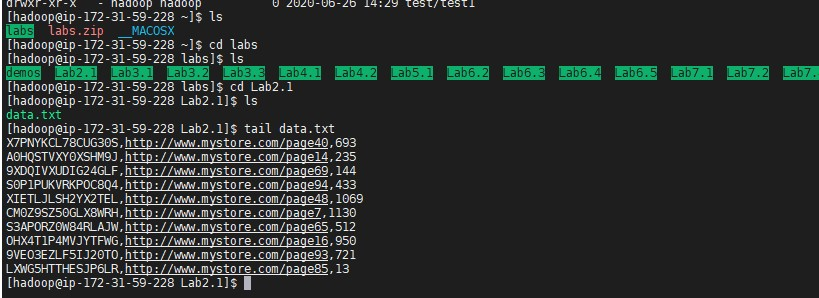 drwxr-xr-x   - hadoop hadoop          0 2020-06-26 14:29 test/test1
[hadoop@ip-172-31-59-228 ~]$ ls
labs  labs.zip  __MACOSX
[hadoop@ip-172-31-59-228 ~]$ cd labs
[hadoop@ip-172-31-59-228 labs]$ ls
demos  Lab2.1  Lab3.1  Lab3.2  Lab3.3  Lab4.1  Lab4.2  Lab5.1  Lab6.2  Lab6.3  Lab6.4  Lab6.5  Lab7.1  Lab7.2  Lab7.
[hadoop@ip-172-31-59-228 labs]$ cd Lab2.1
[hadoop@ip-172-31-59-228 Lab2.1]$ ls
data.txt
[hadoop@ip-172-31-59-228 Lab2.1]$ tail data.txt
X7PNYKCL78CUG30S,http://www.mystore.com/page40,693
A0HQSTVXY0XSHM9J,http://www.mystore.com/page14,235
9XDQIVXUDIG24GLF,http://www.mystore.com/page69,144
S0P1PUKVRKPOC8Q4,http://www.mystore.com/page94,433
XIETLJLSH2YX2TEL,http://www.mystore.com/page48,1069
CM0Z9SZ50GLX8WRH,http://www.mystore.com/page7,1130
S3APORZ0W84RLAJW,http://www.mystore.com/page65,512
OHX4T1P4MVJYTFWG,http://www.mystore.com/page16,950
9VEO3EZLF5IJ20TO,http://www.mystore.com/page93,721
LXWG5HTTHESJP6LR,http://www.mystore.com/page85,13
[hadoop@ip-172-31-59-228 Lab2.1]$